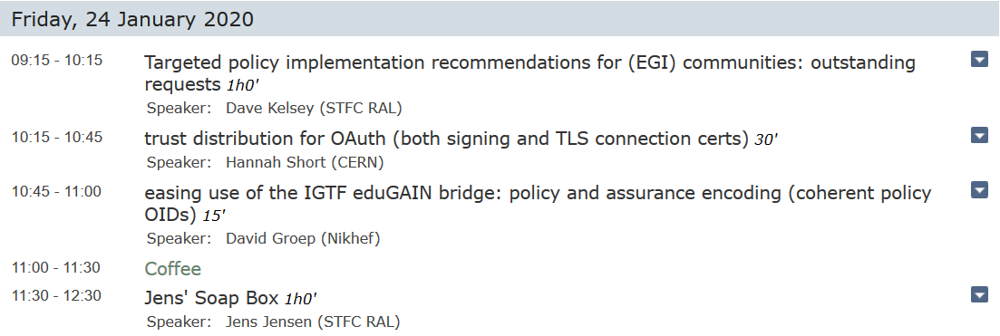 Friday, 24 January 2020
09:15 - 10:15 Targeted policy implementation recommendations for (EGI) communities: outstanding
requests 1h0'
Speaker: Dave Kelsey (STFC RAL)
10:15 - 10:45 trust distribution for OAuth (both signing and TLS connection certs) 30'
Speaker: Hannah Short (CERN)
10:45 - 11:00 easing use of the IGTF eduGAIN bridge: policy and assurance encoding (coherent policy
OIDs) 15'
Speaker: David Groep (Nikhef)
11:00 - 11:30 Coffee
11:30 - 12:30 Jens' Soap Box 1h0'
Speaker: Jens Jensen (STFC RAL)